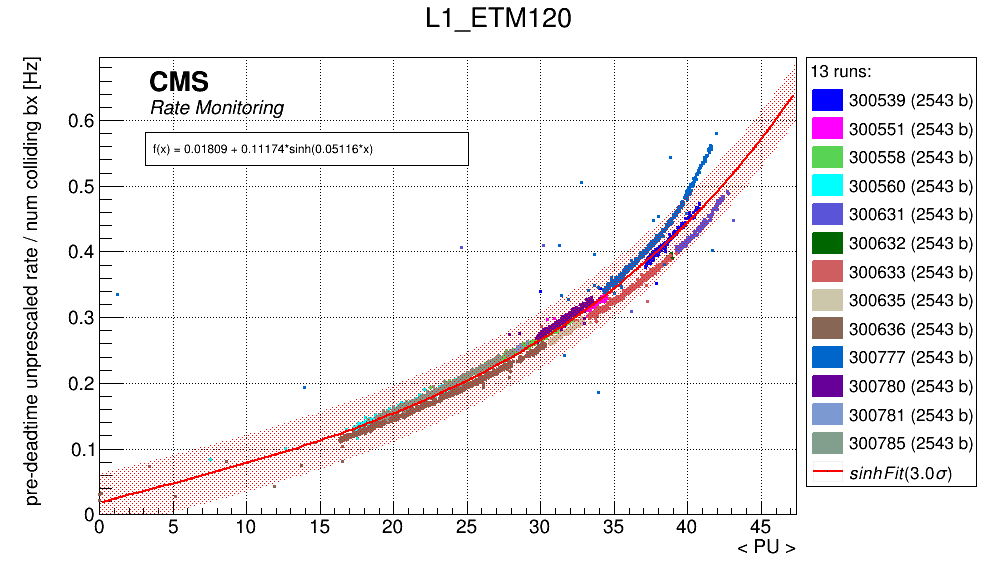 L1_ETM120
pre-deadtime unprescaled rate / num colliding bx [Hz]
CMS
Rate Monitoring
f(x) = 0.01809 + 0.11174*sinh(0.05116*x)
0.6
0.5
0.4
0.3
0.2
0.1
0
0 5 10 15 20 25 30 35 40 45
< PU >
13 runs:
300539 (2543 b)
300551 (2543 b)
300558 (2543 b)
300560 (2543 b)
300631 (2543 b)
300632 (2543 b)
300633 (2543 b)
300635 (2543 b)
300636 (2543 b)
300777 (2543 b)
300780 (2543 b)
300781 (2543 b)
300785 (2543 b)
sinhFit(3.0σ)